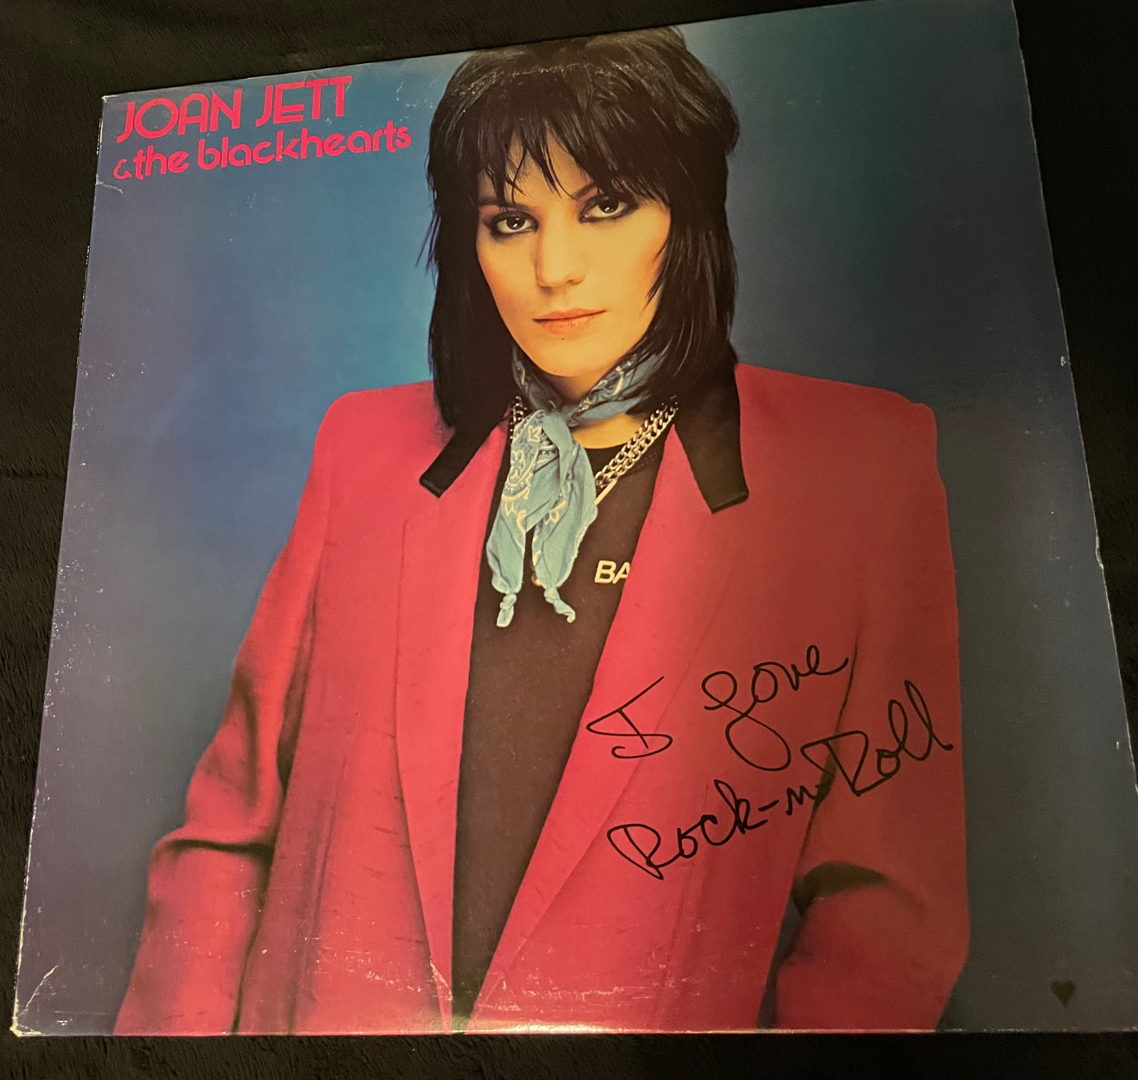 JOAN JETT
& the blackhearts
BA
I Love
Rock-n-Roll